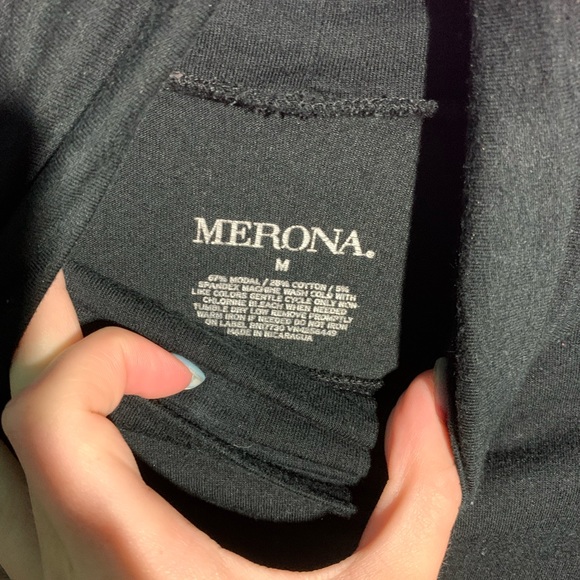 MERONA.
M
67% MODAL / 28% COTTON / 5%
SPANDEX MACHINE WASH COLD WITH
LIKE COLORS GENTLE CYCLE ONLY NON-
CHLORINE BLEACH WHEN NEEDED
TUMBLE DRY LOW REMOVE PROMPTLY
WARM IRON IF NEEDED DO NOT IRON
ON LABEL
MADE IN NICARAGUA